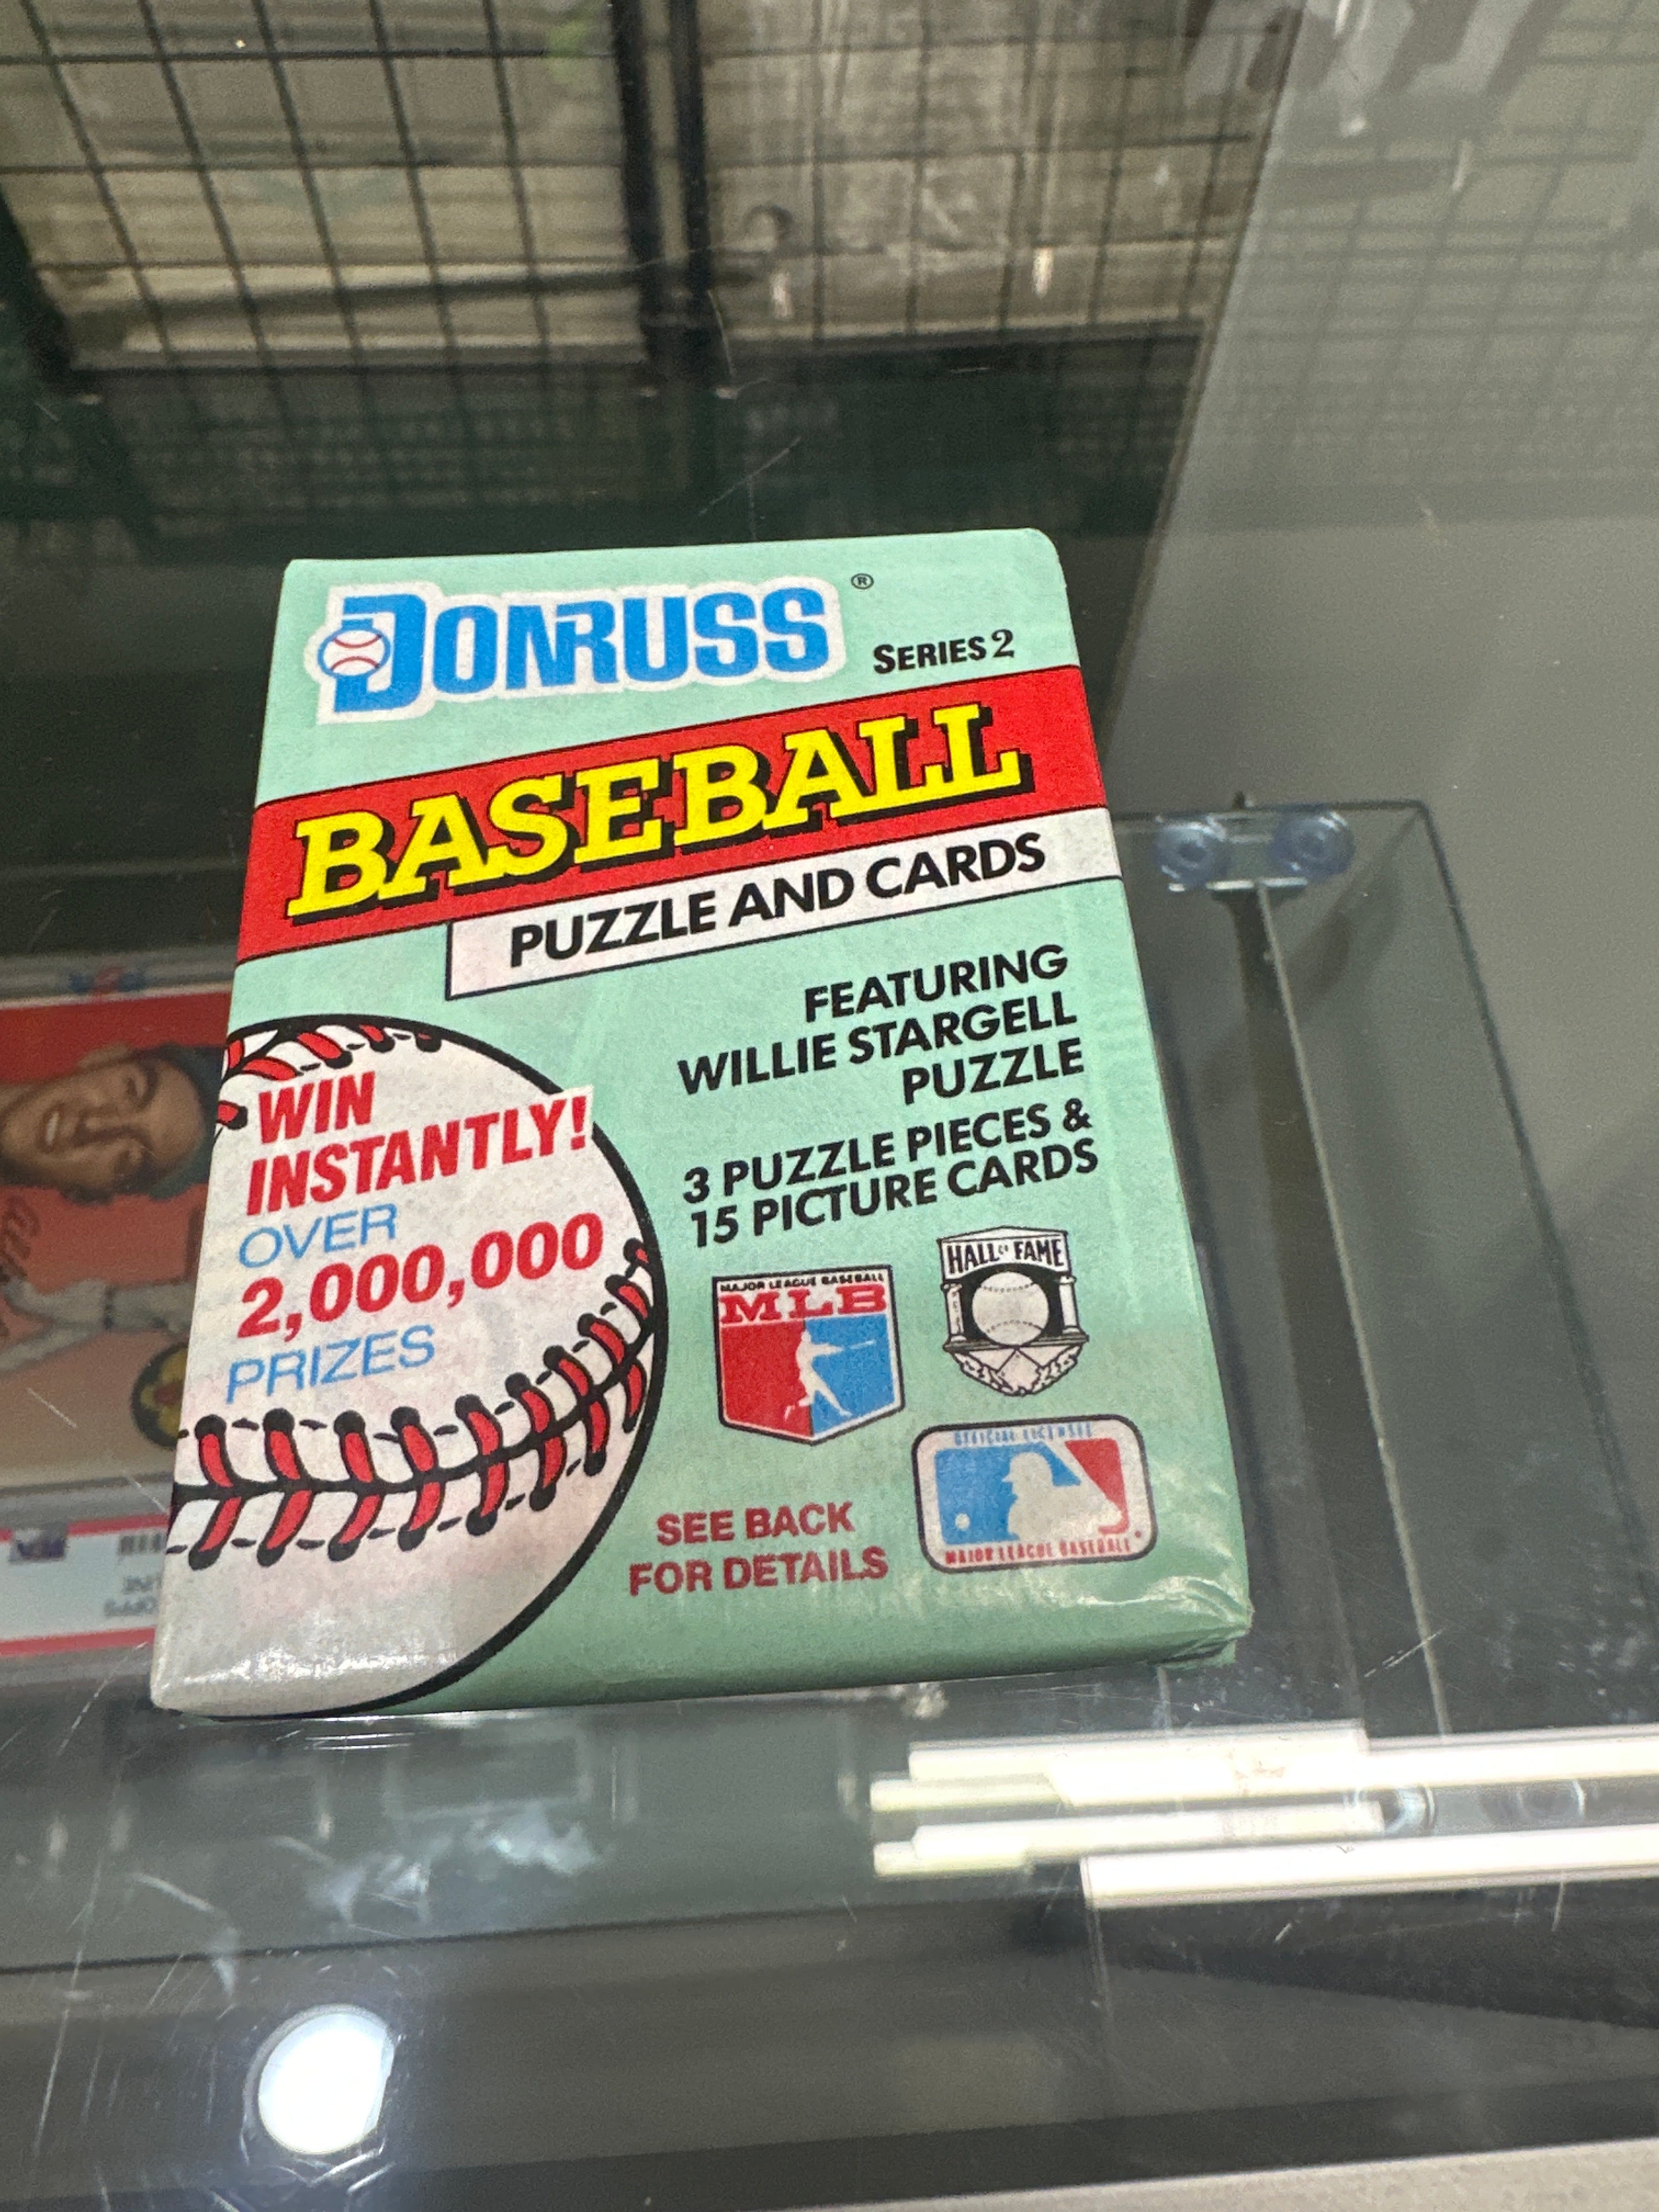 DONRUSS®
SERIES 2
BASEBALL
PUZZLE AND CARDS
FEATURING
WILLIE STARGELL
PUZZLE
3 PUZZLE PIECES &
15 PICTURE CARDS
WIN
INSTANTLY!
OVER
2,000,000
PRIZES
MAJOR LEAGUE BASEBALL
MLB
HALL OF FAME
OFFICIAL LICENSEE
MAJOR LEAGUE BASEBALL
SEE BACK
FOR DETAILS